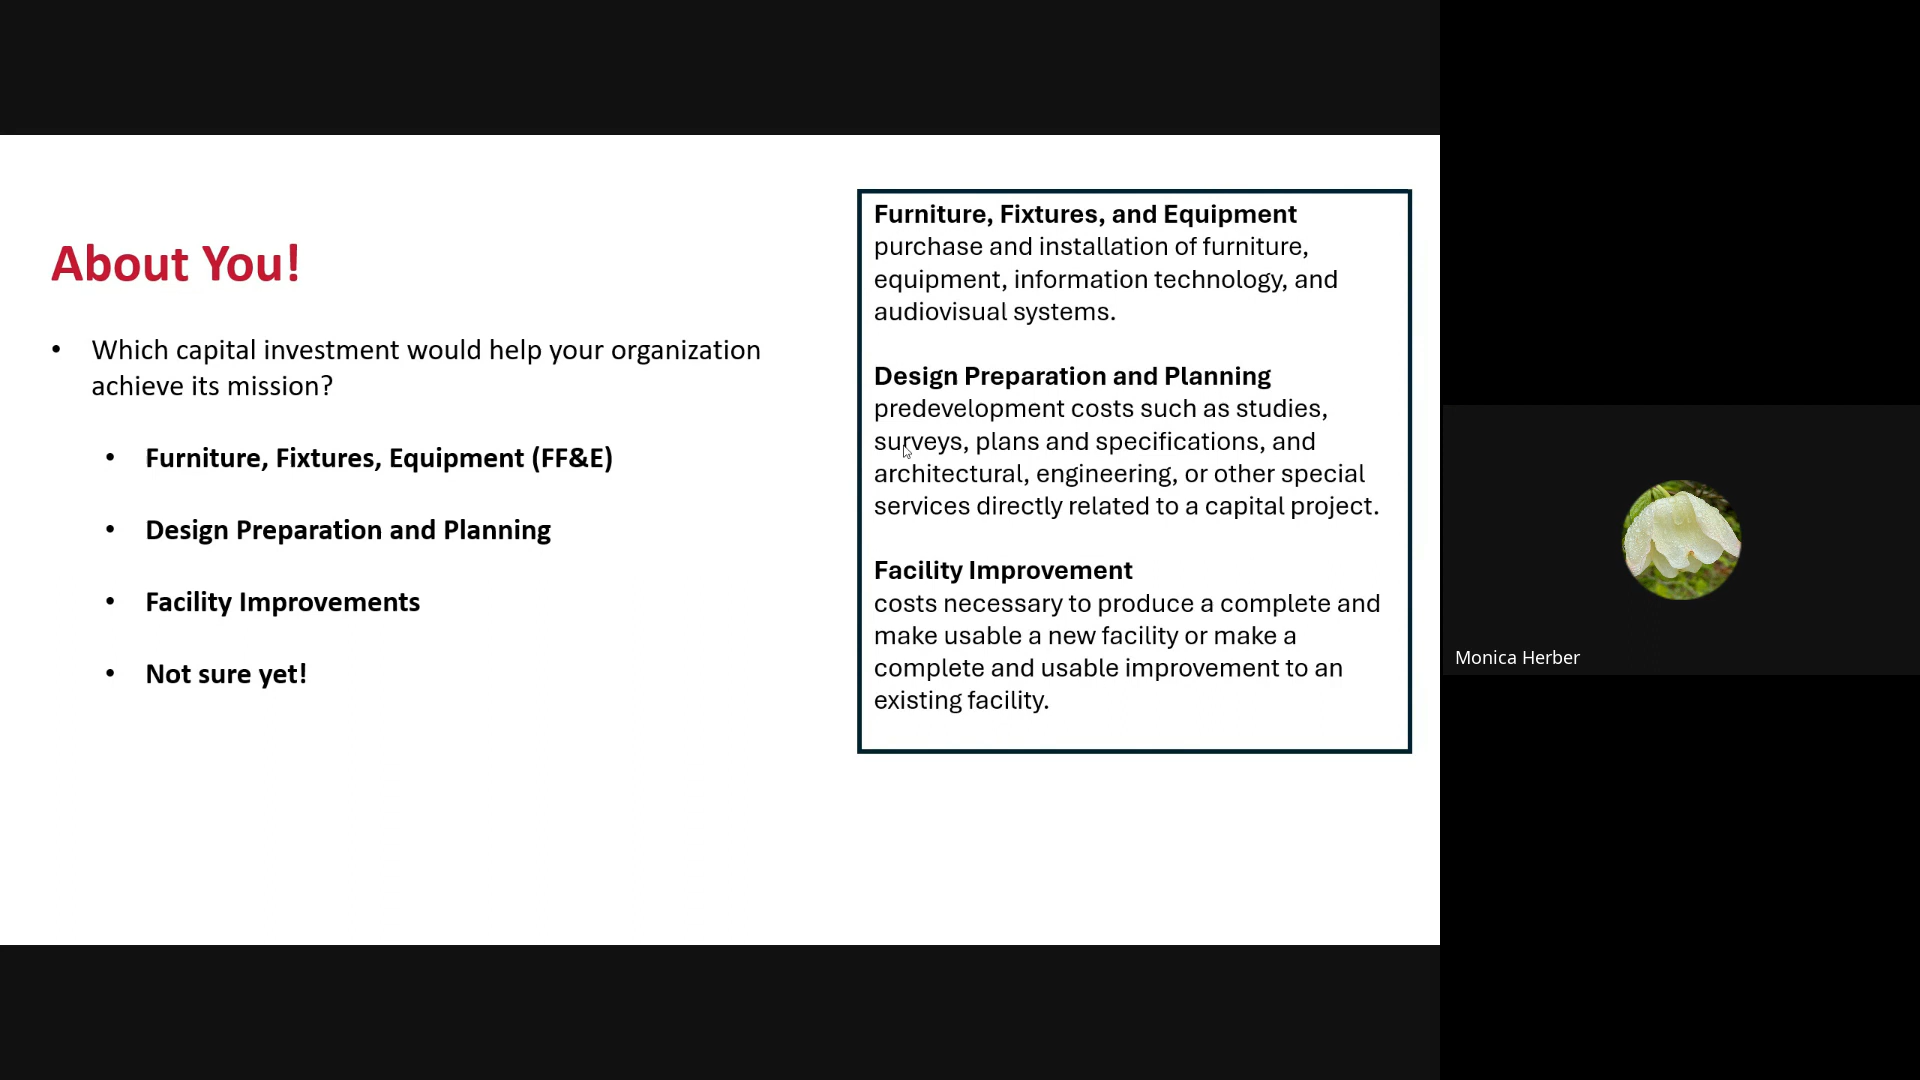 About You!
• Which capital investment would help your organization
achieve its mission?
• Furniture, Fixtures, Equipment (FF&E)
• Design Preparation and Planning
• Facility Improvements
• Not sure yet!
Furniture, Fixtures, and Equipment
purchase and installation of furniture,
equipment, information technology, and
audiovisual systems.
Design Preparation and Planning
predevelopment costs such as studies,
surveys, plans and specifications, and
architectural, engineering, or other special
services directly related to a capital project.
Facility Improvement
costs necessary to produce a complete and
make usable a new facility or make a
complete and usable improvement to an
existing facility.
Monica Herber